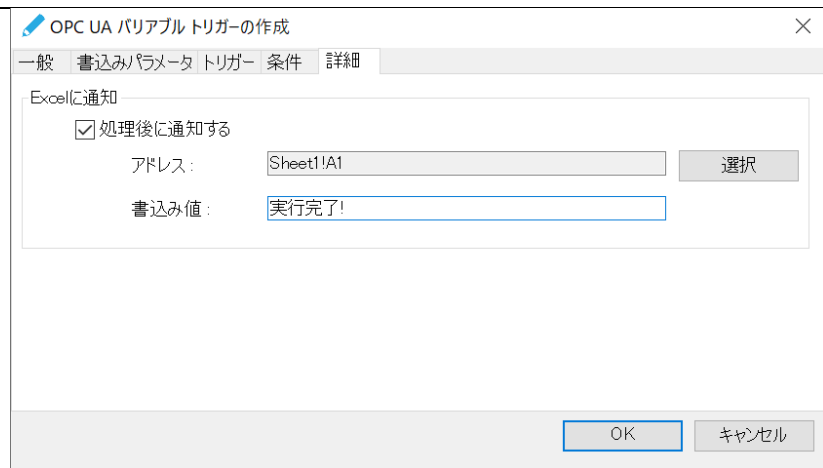 OPC UA バリアブル トリガーの作成
一般 書込みパラメータ トリガー 条件 詳細
Excelに通知
処理後に通知する
アドレス : Sheet1!A1 選択
書込み値 : 実行完了!
OK キャンセル